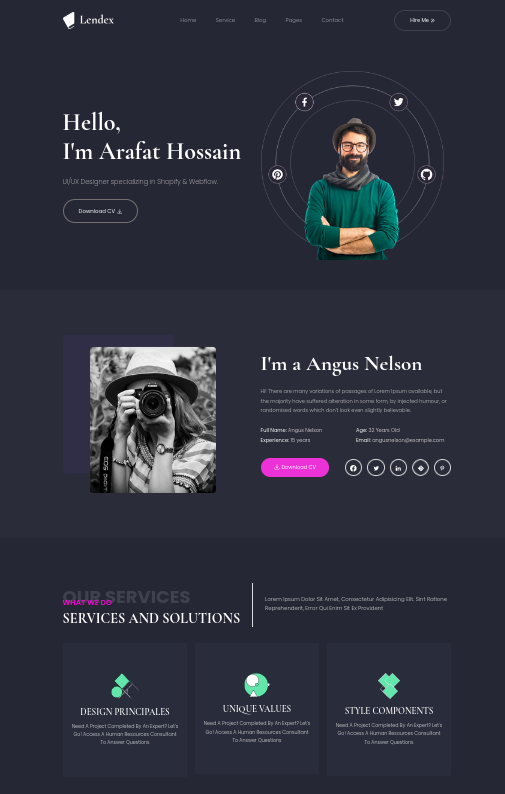 Lendex
Home Service Blog Pages Contact
Hire Me
Hello,
I'm Arafat Hossain
UI/UX Designer specializing in Shopify & Webflow.
Download CV
I'm a Angus Nelson
Hi! There are many variations of passages of Lorem Ipsum available, but
the majority have suffered alteration in some form, by injected humour, or
randomised words which don't look even slightly believable.
Full Name: Angus Nelson Age: 32 Years Old
Experience: 15 years Email: angusnelson@example.com
Download CV
OUR SERVICES
WHAT WE DO
SERVICES AND SOLUTIONS
Lorem Ipsum Dolor Sit Amet, Consectetur Adipisicing Elit. Sint Ratione
Reprehenderit, Error Qui Enim Sit Ex Provident
DESIGN PRINCIPALES
Need A Project Completed By An Expert? Let's
Go! Access A Human Resources Consultant
To Answer Questions
UNIQUE VALUES
Need A Project Completed By An Expert? Let's
Go! Access A Human Resources Consultant
To Answer Questions
STYLE COMPONENTS
Need A Project Completed By An Expert? Let's
Go! Access A Human Resources Consultant
To Answer Questions